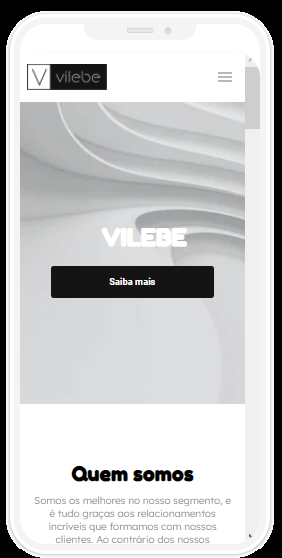 vilebe
VILEBE
Saiba mais
Quem somos
Somos os melhores no nosso segmento, e
é tudo graças aos relacionamentos
incríveis que formamos com nossos
clientes. Ao contrário dos nossos